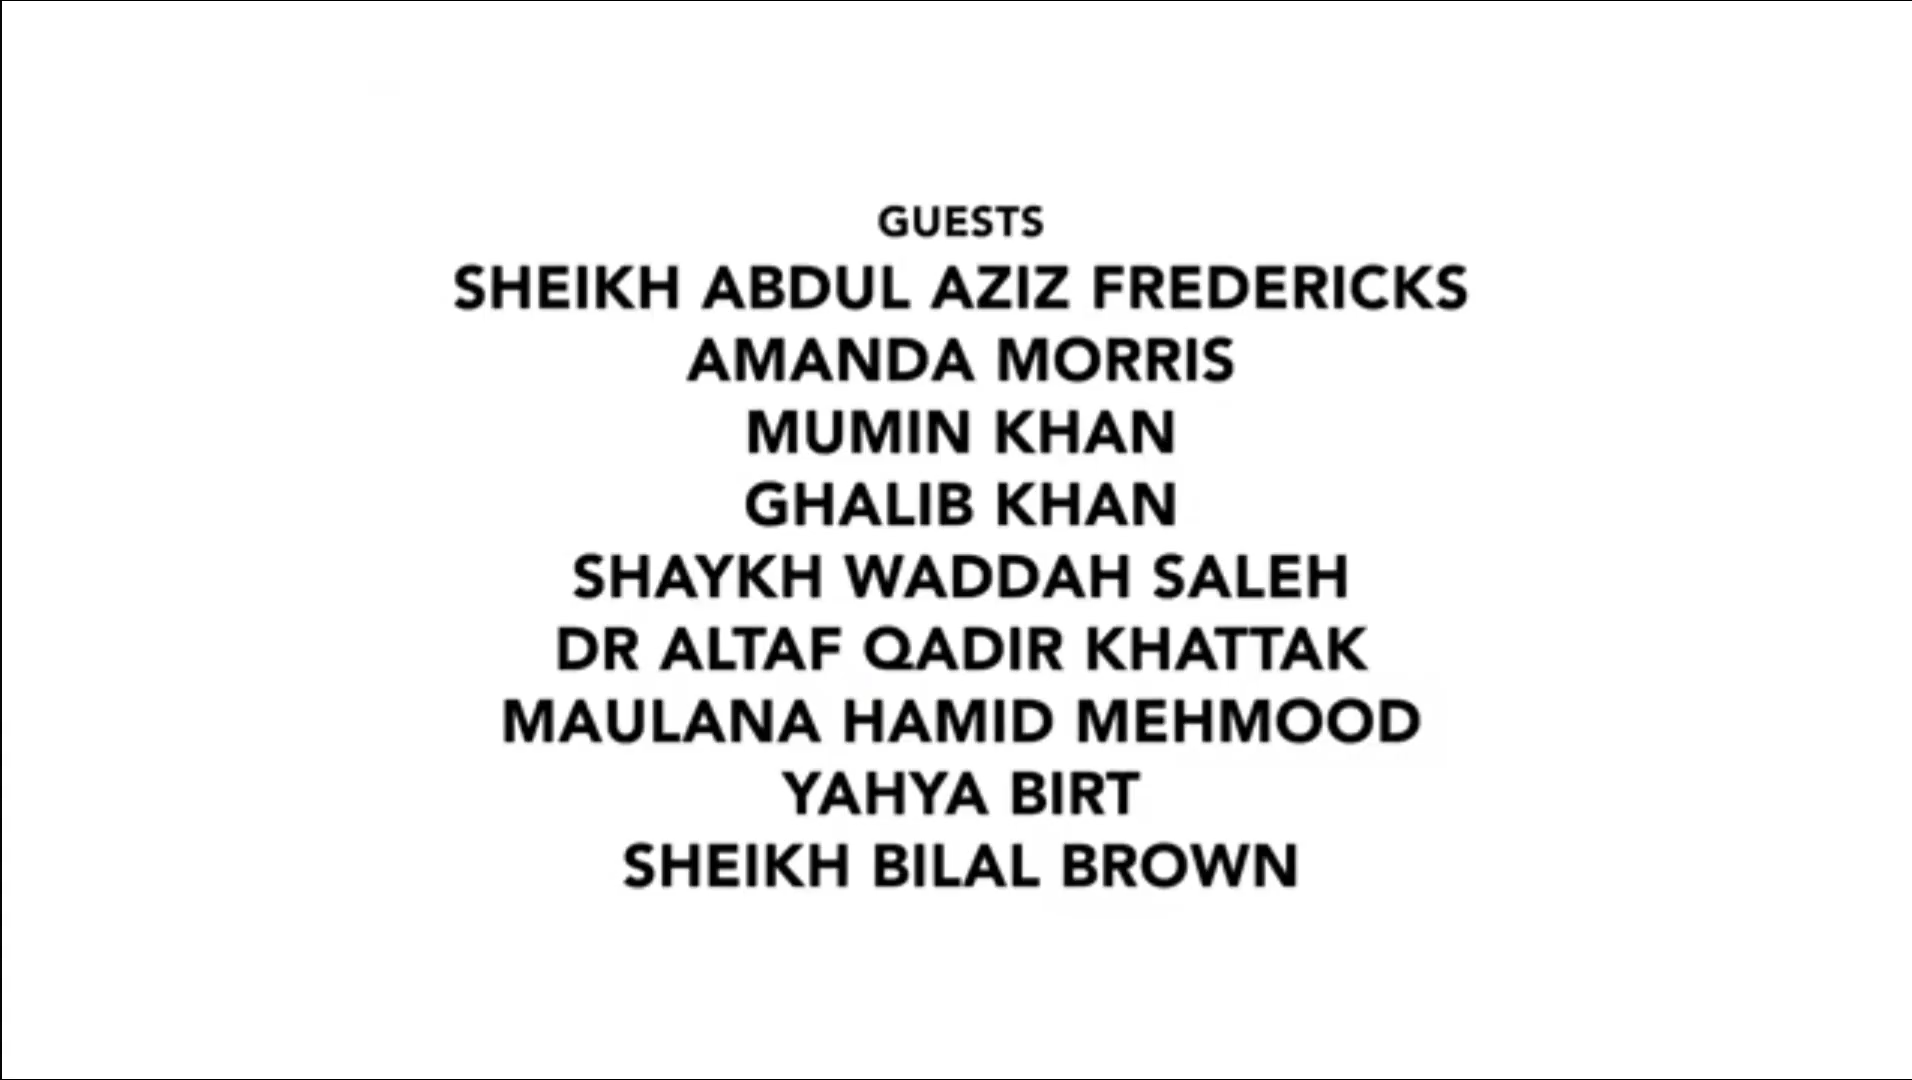 GUESTS
SHEIKH ABDUL AZIZ FREDERICKS
AMANDA MORRIS
MUMIN KHAN
GHALIB KHAN
SHAYKH WADDAH SALEH
DR ALTAF QADIR KHATTAK
MAULANA HAMID MEHMOOD
YAHYA BIRT
SHEIKH BILAL BROWN